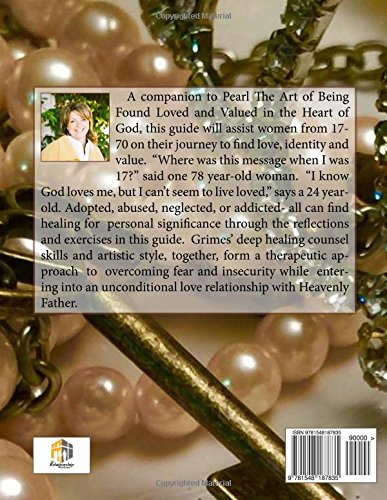 A companion to Pearl The Art of Being
Found Loved and Valued in the Heart of
God, this guide will assist women from 17-
70 on their journey to find love, identity and
value. “Where was this message when I was
17?” said one 78 year-old woman. “I know
God loves me, but I can’t seem to live loved,” says a 24 year-
old. Adopted, abused, neglected, or addicted- all can find
healing for personal significance through the reflections
and exercises in this guide. Grimes’ deep healing counsel
skills and artistic style, together, form a therapeutic ap-
proach to overcoming fear and insecurity while enter-
ing into an unconditional love relationship with Heavenly
Father.
ISBN 9781548187835
90000 >
9 781548 187835
Relationship